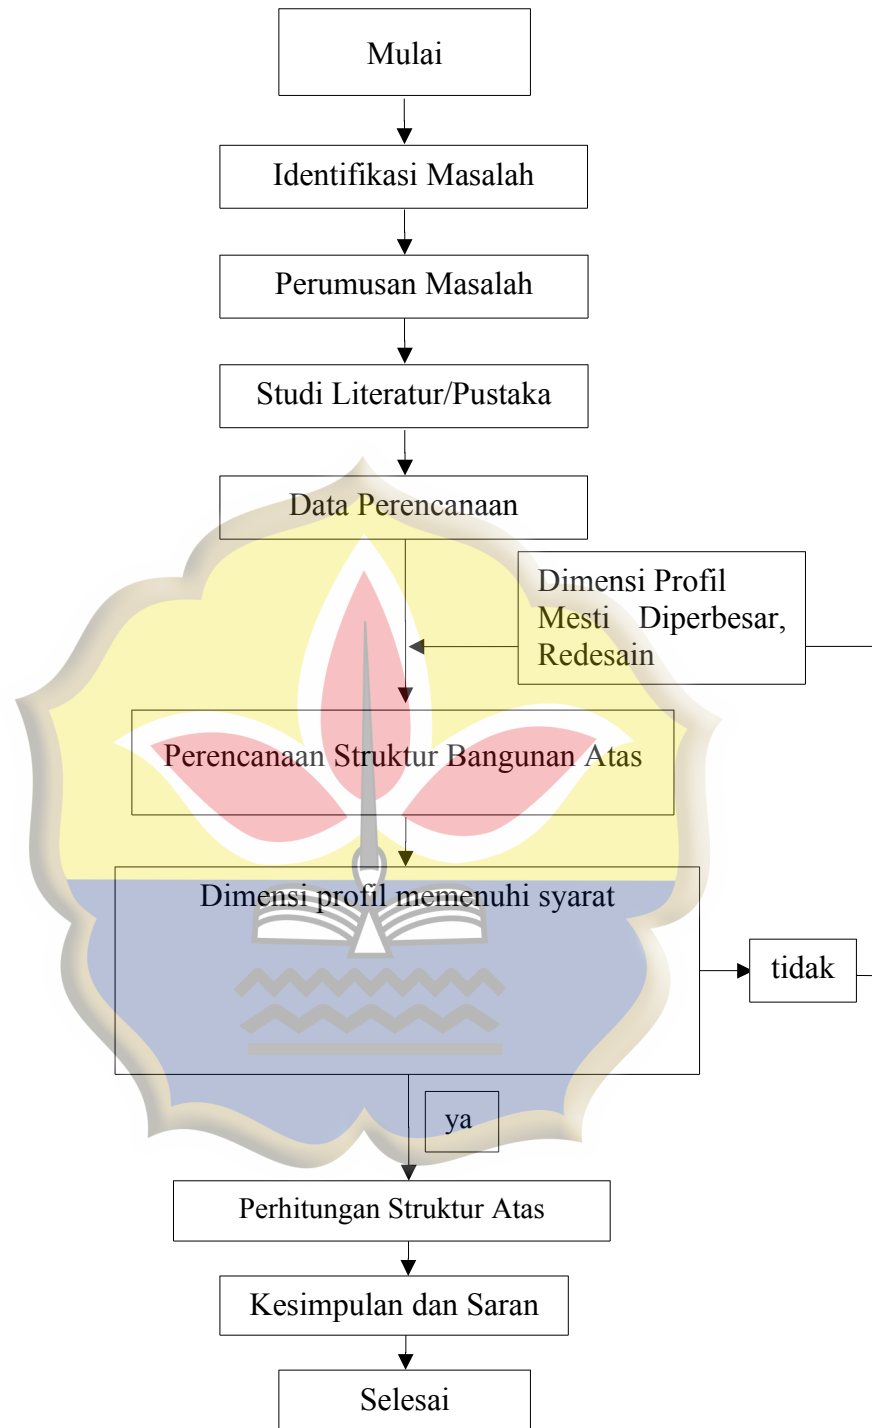 Mulai
Identifikasi Masalah
Perumusan Masalah
Studi Literatur/Pustaka
Data Perencanaan
Dimensi Profil
Mesti Diperbesar,
Redesain
Perencanaan Struktur Bangunan Atas
Dimensi profil memenuhi syarat
tidak
ya
Perhitungan Struktur Atas
Kesimpulan dan Saran
Selesai